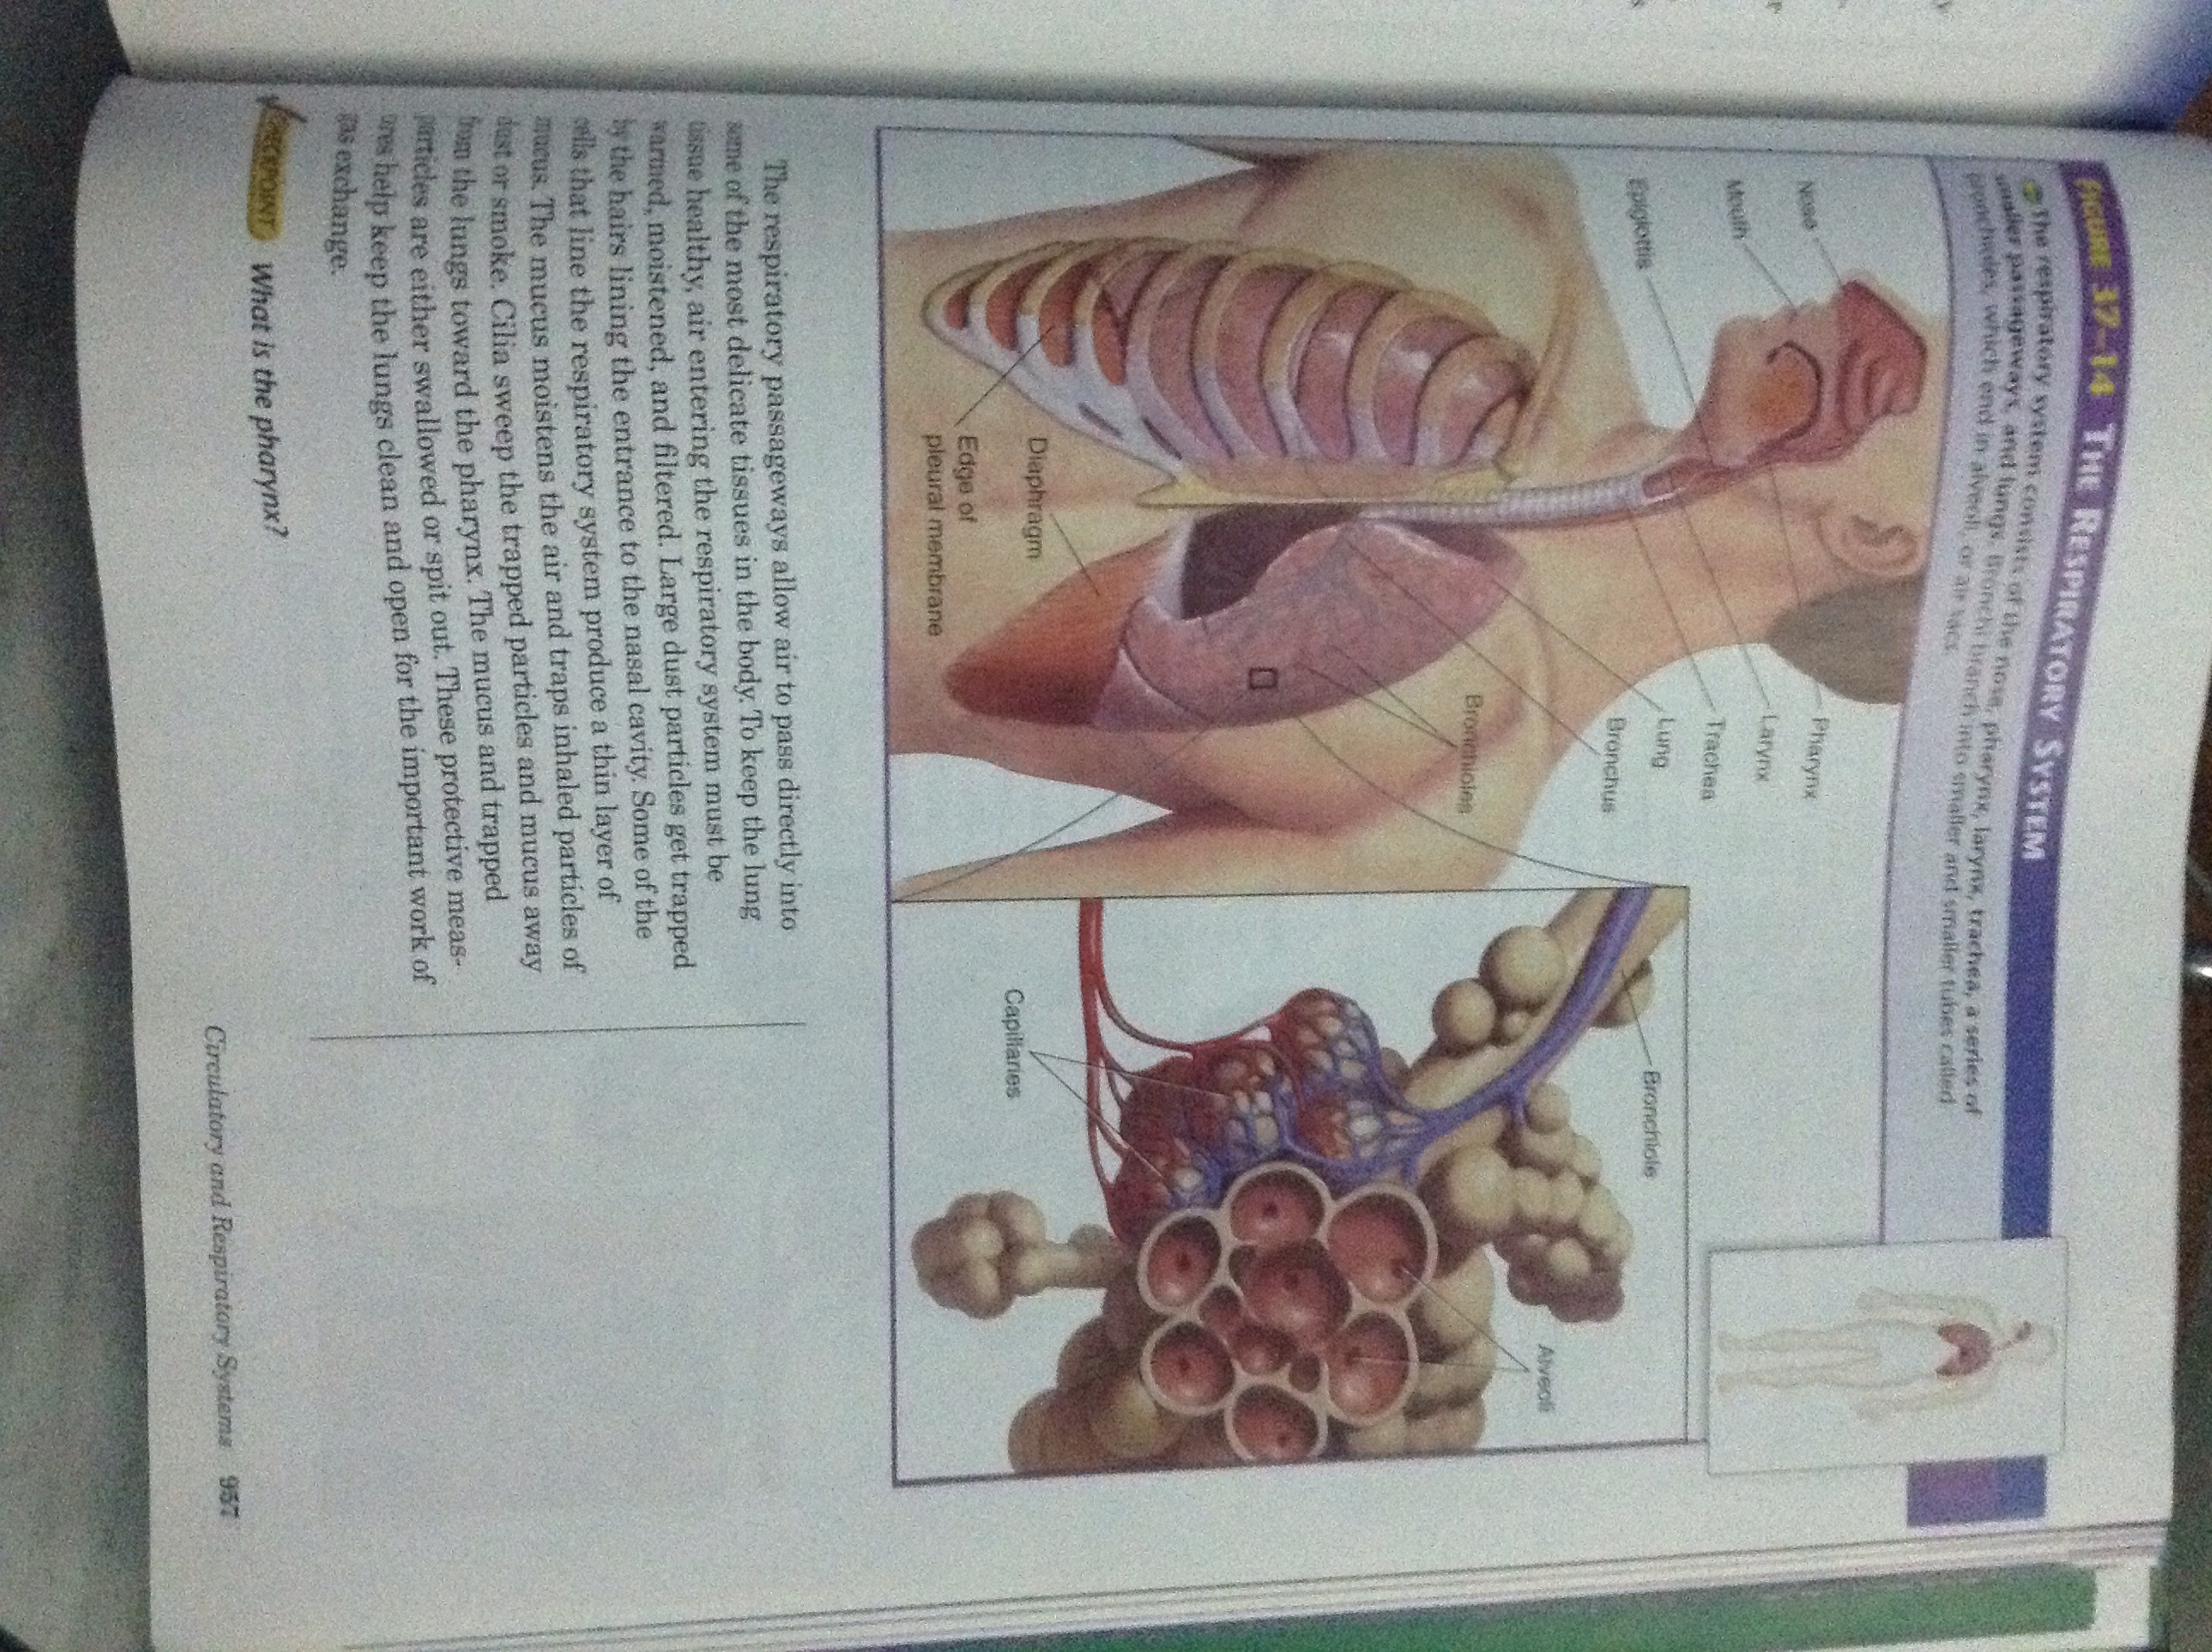 FIGURE 37–14 THE RESPIRATORY SYSTEM
The respiratory system consists of the nose, pharynx, larynx, trachea, a series of
smaller passageways, and lungs. Bronchi branch into smaller and smaller tubes called
bronchioles, which end in alveoli, or air sacs.
Nose
Mouth
Epiglottis
Pharynx
Larynx
Trachea
Lung
Bronchus
Bronchioles
Diaphragm
Edge of
pleural membrane
Bronchiole
Alveoli
Capillaries
The respiratory passageways allow air to pass directly into
some of the most delicate tissues in the body. To keep the lung
tissue healthy, air entering the respiratory system must be
warmed, moistened, and filtered. Large dust particles get trapped
by the hairs lining the entrance to the nasal cavity. Some of the
cells that line the respiratory system produce a thin layer of
mucus. The mucus moistens the air and traps inhaled particles of
dust or smoke. Cilia sweep the trapped particles and mucus away
from the lungs toward the pharynx. The mucus and trapped
particles are either swallowed or spit out. These protective meas-
ures help keep the lungs clean and open for the important work of
gas exchange.
CHECKPOINT What is the pharynx?
Circulatory and Respiratory Systems 957